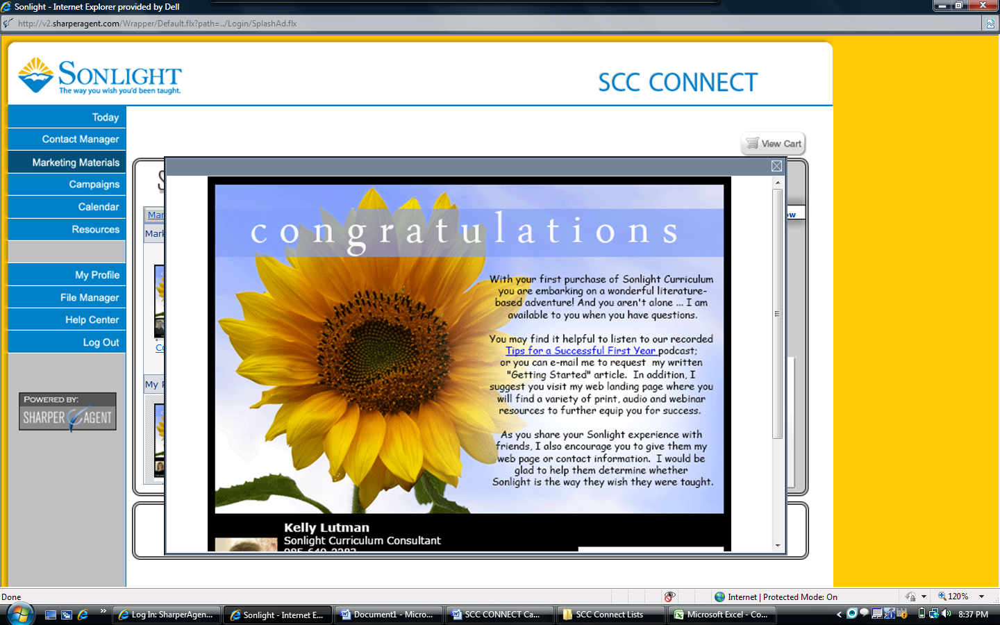 Sonlight - Internet Explorer provided by Dell
http://v2.sharperagent.com/Wrapper/Default.flx?path=../Login/SplashAd.flx
SONLIGHT
The way you wish you'd been taught.
SCC CONNECT
Today
Contact Manager
Marketing Materials
Campaigns
Calendar
Resources
My Profile
File Manager
Help Center
Log Out
POWERED BY:
SHARPER AGENT
View Cart
congratulations
With your first purchase of Sonlight Curriculum
you are embarking on a wonderful literature-
based adventure! And you aren't alone ... I am
available to you when you have questions.
You may find it helpful to listen to our recorded
Tips for a Successful First Year podcast;
or you can e-mail me to request my written
"Getting Started" article. In addition, I
suggest you visit my web landing page where you
will find a variety of print, audio and webinar
resources to further equip you for success.
As you share your Sonlight experience with
friends, I also encourage you to give them my
web page or contact information. I would be
glad to help them determine whether
Sonlight is the way they wish they were taught.
Kelly Lutman
Sonlight Curriculum Consultant
Done
Internet | Protected Mode: On
120%
Log In: SharperAgen...
Sonlight - Internet E...
Document1 - Micro...
SCC CONNECT Ca...
SCC Connect Lists
Microsoft Excel - Co...
8:37 PM